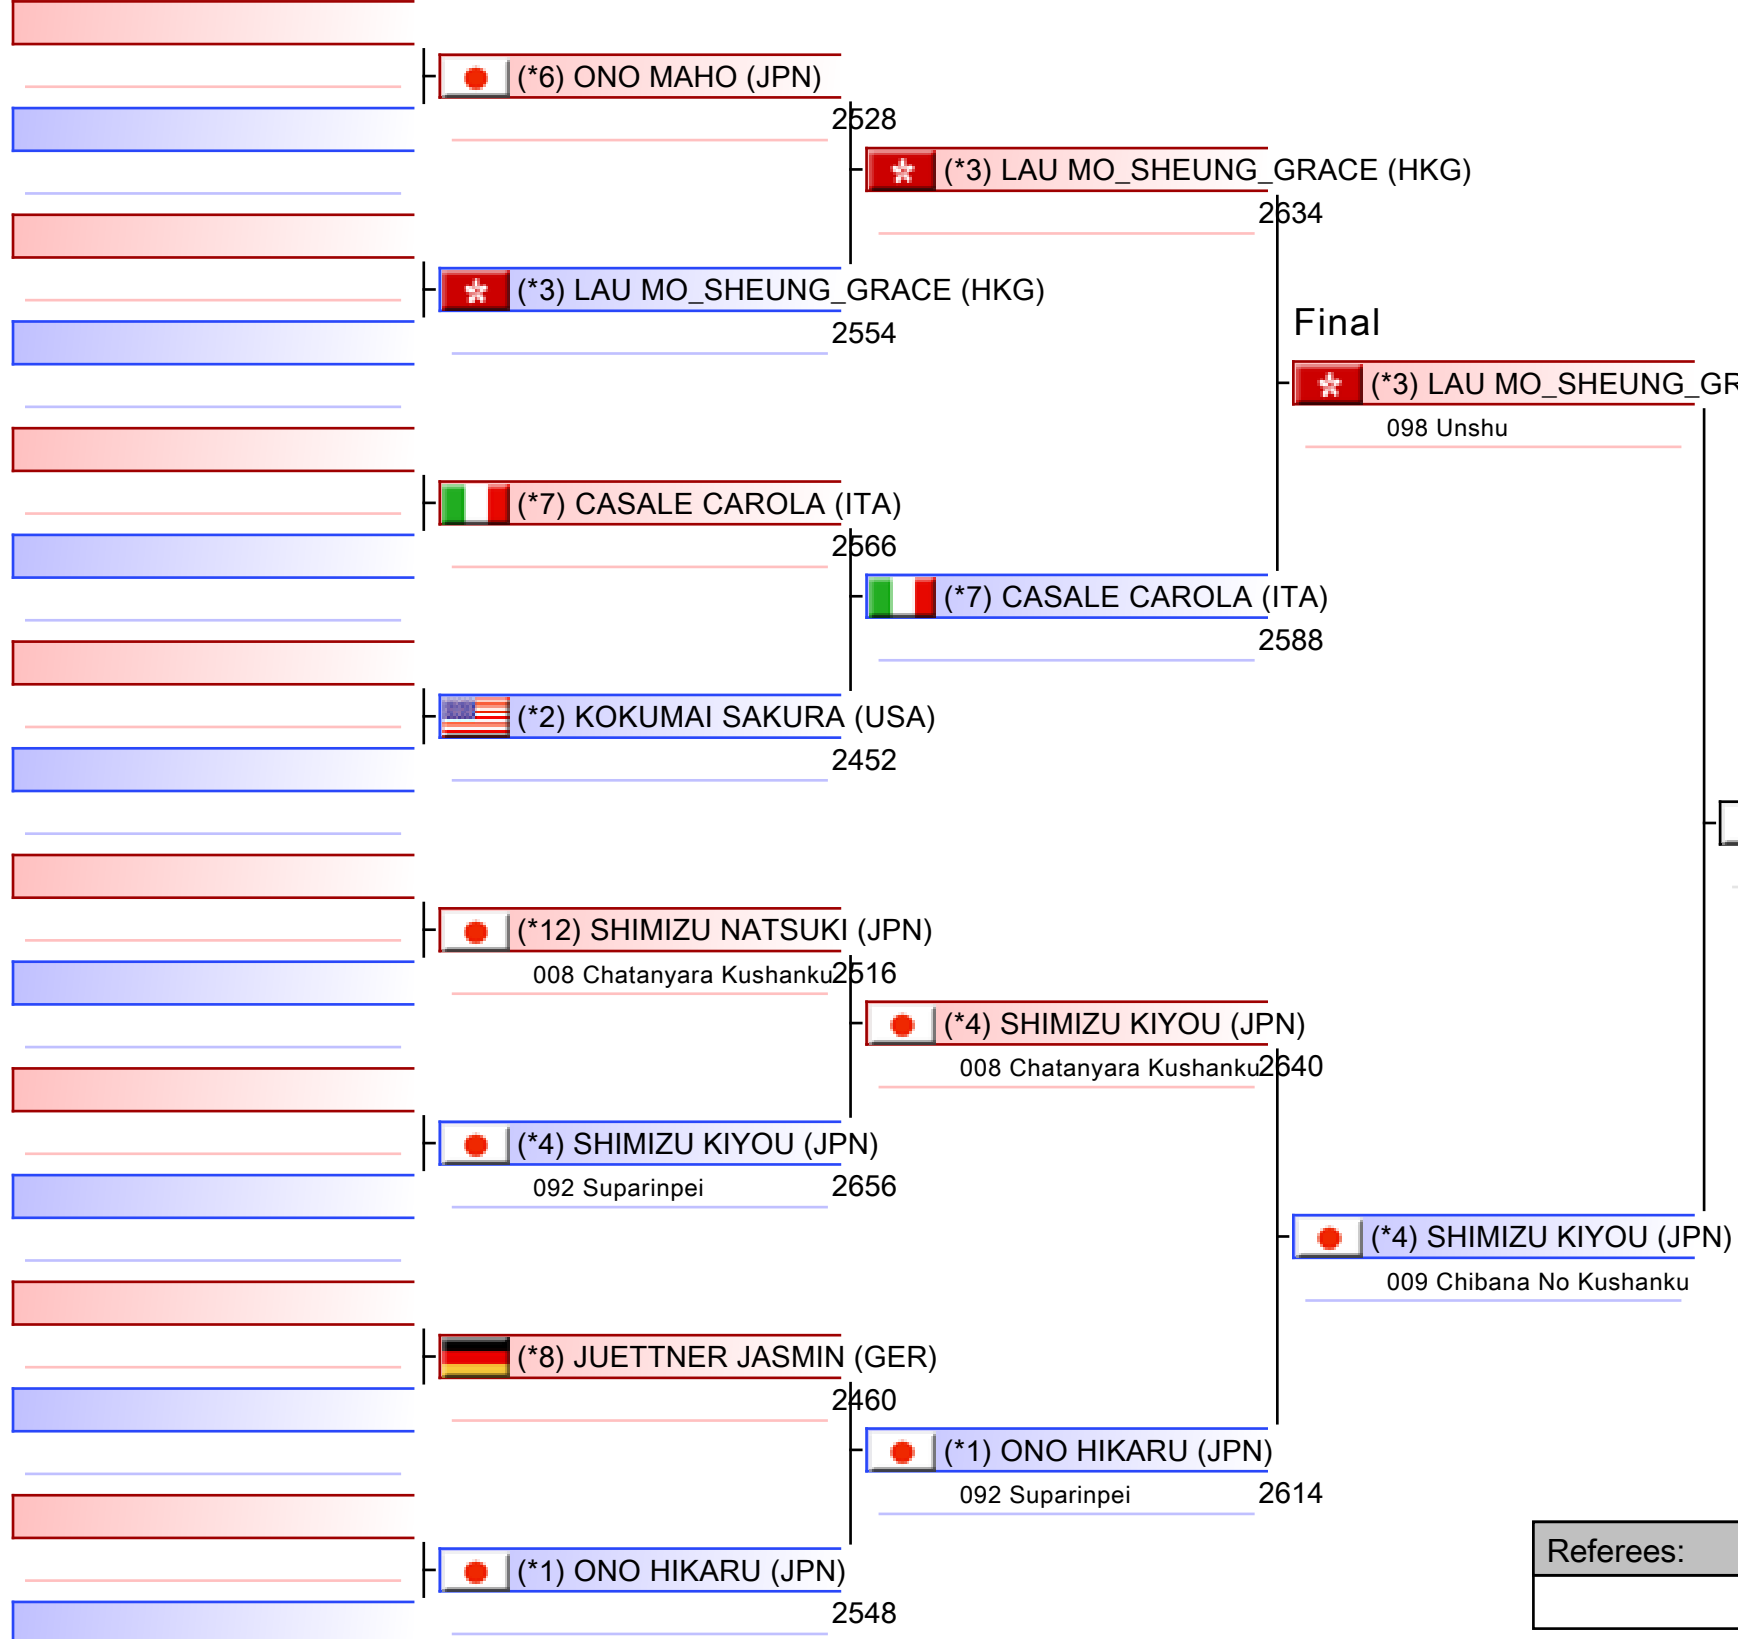 (*6) ONO MAHO (JPN)
2528
(*3) LAU MO_SHEUNG_GRACE (HKG)
2634
(*3) LAU MO_SHEUNG_GRACE (HKG)
2554
Final
(*3) LAU MO_SHEUNG_GR
098 Unshu
(*7) CASALE CAROLA (ITA)
2566
(*7) CASALE CAROLA (ITA)
2588
(*2) KOKUMAI SAKURA (USA)
2452
(*12) SHIMIZU NATSUKI (JPN)
008 Chatanyara Kushanku 2516
(*4) SHIMIZU KIYOU (JPN)
008 Chatanyara Kushanku 2640
(*4) SHIMIZU KIYOU (JPN)
092 Suparinpei 2656
(*4) SHIMIZU KIYOU (JPN)
009 Chibana No Kushanku
(*8) JUETTNER JASMIN (GER)
2460
(*1) ONO HIKARU (JPN)
092 Suparinpei 2614
Referees:
(*1) ONO HIKARU (JPN)
2548